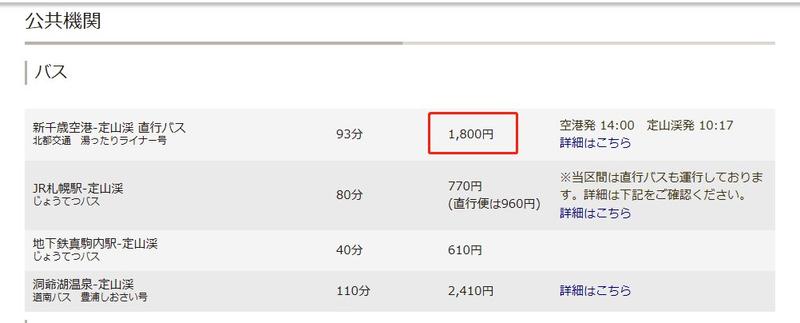 公共機関
バス
新千歳空港-定山渓 直行バス
北都交通　湯ったりライナー号
93分
1,800円
空港発 14:00　定山渓発 10:17
詳細はこちら
JR札幌駅-定山渓
じょうてつバス
80分
770円
(直行便は960円)
※当区間は直行バスも運行しておりま
す。詳細は下記をご確認ください。
詳細はこちら
地下鉄真駒内駅-定山渓
じょうてつバス
40分
610円
洞爺湖温泉-定山渓
道南バス　豊浦しおさい号
110分
2,410円
詳細はこちら